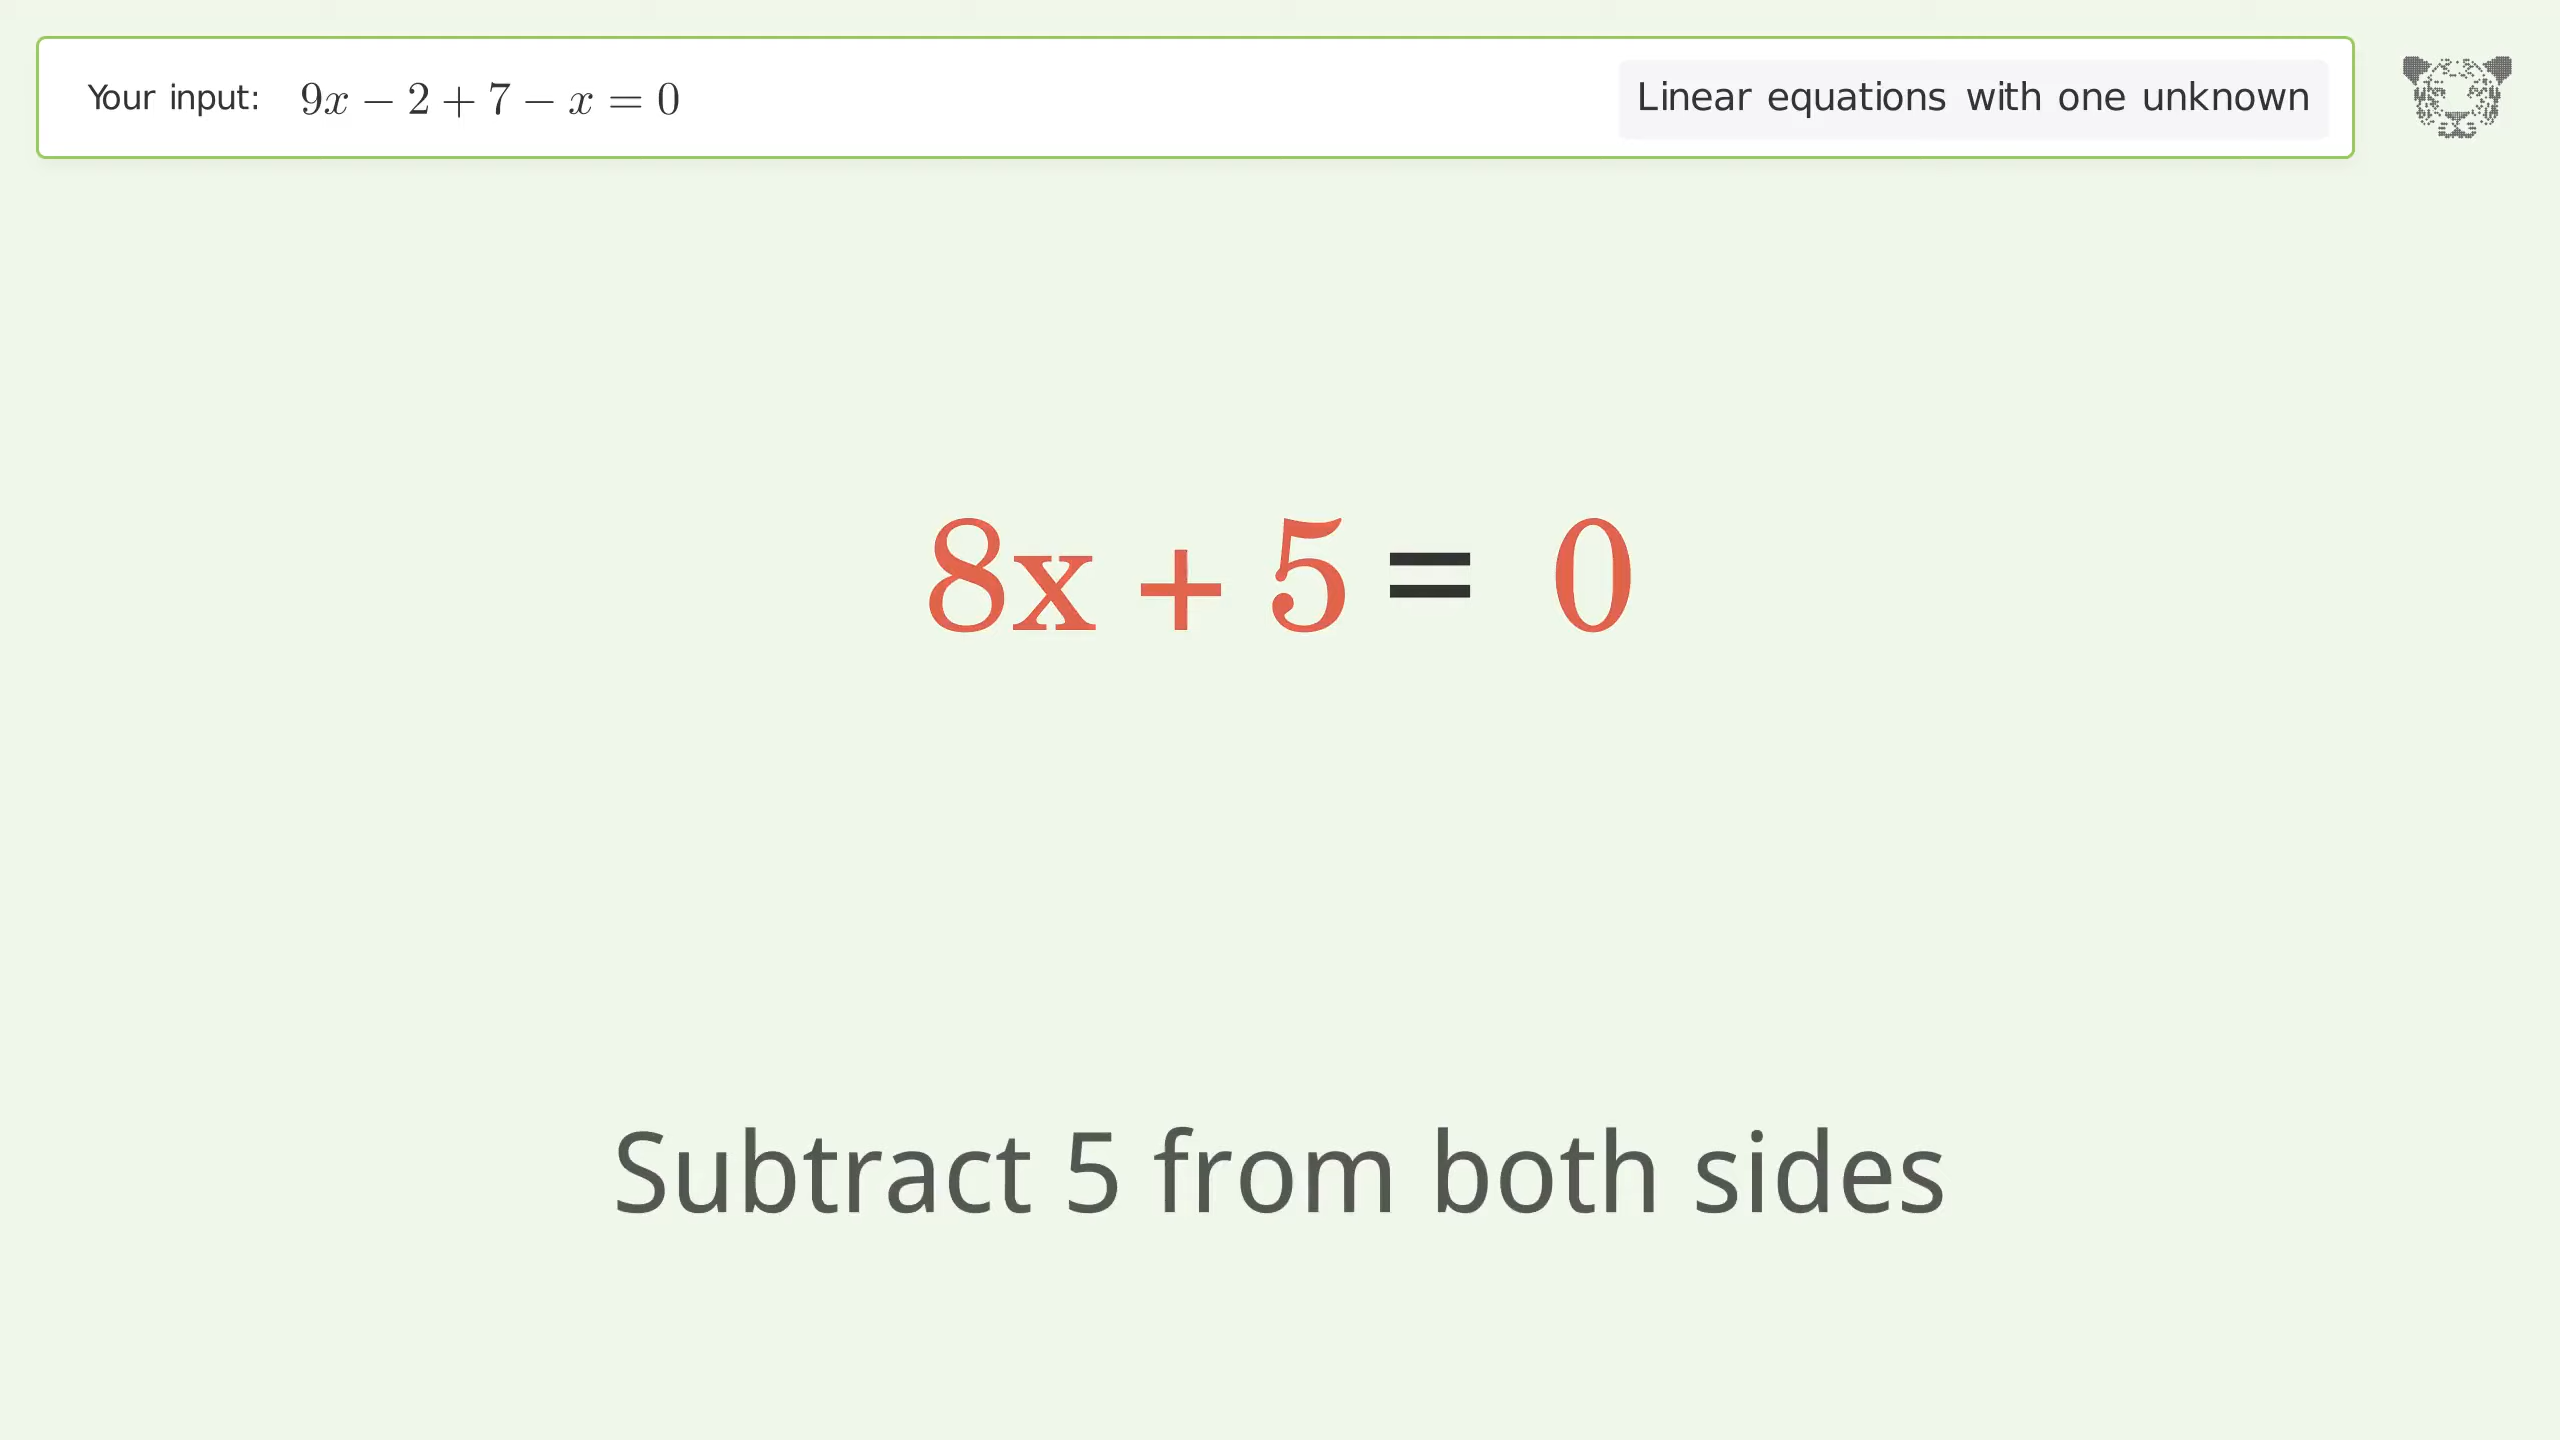 Your input: 9x − 2 + 7 − x = 0
Linear equations with one unknown
8x + 5 = 0
Subtract 5 from both sides